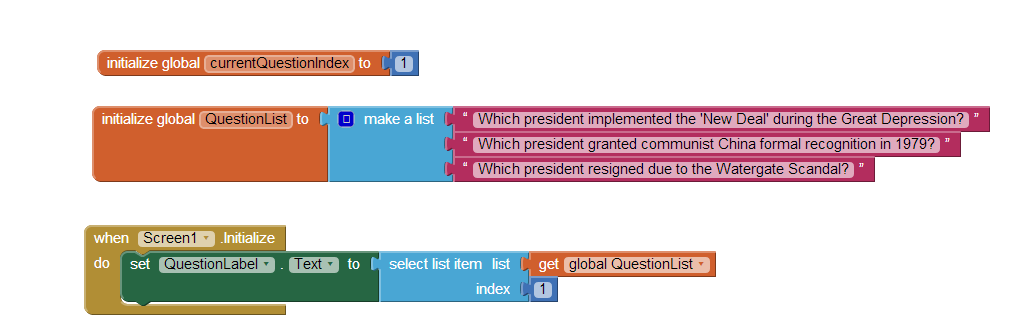 initialize global currentQuestionIndex to 1
initialize global QuestionList to make a list “ Which president implemented the 'New Deal' during the Great Depression? ”
“ Which president granted communist China formal recognition in 1979? ”
“ Which president resigned due to the Watergate Scandal? ”
when Screen1 .Initialize
do set QuestionLabel . Text to select list item list get global QuestionList
index 1